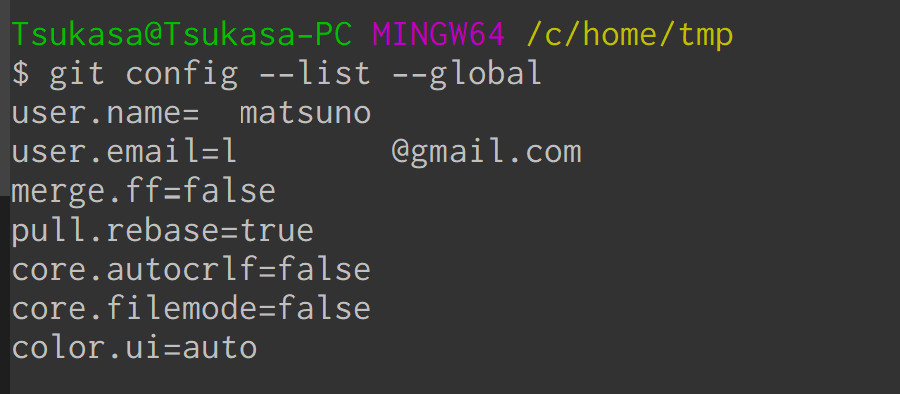 Tsukasa@Tsukasa-PC MINGW64 /c/home/tmp
$ git config --list --global
user.name=  matsuno
user.email=l        @gmail.com
merge.ff=false
pull.rebase=true
core.autocrlf=false
core.filemode=false
color.ui=auto